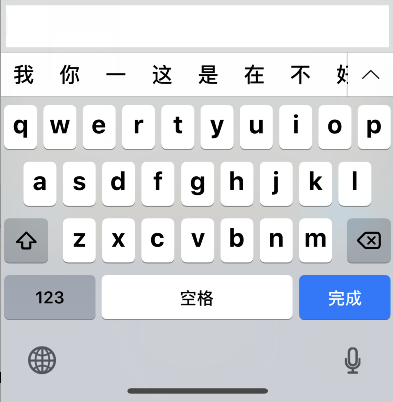 我 你 一 这 是 在 不
q w e r t y u i o p
a s d f g h j k l
z x c v b n m
123 空格 完成